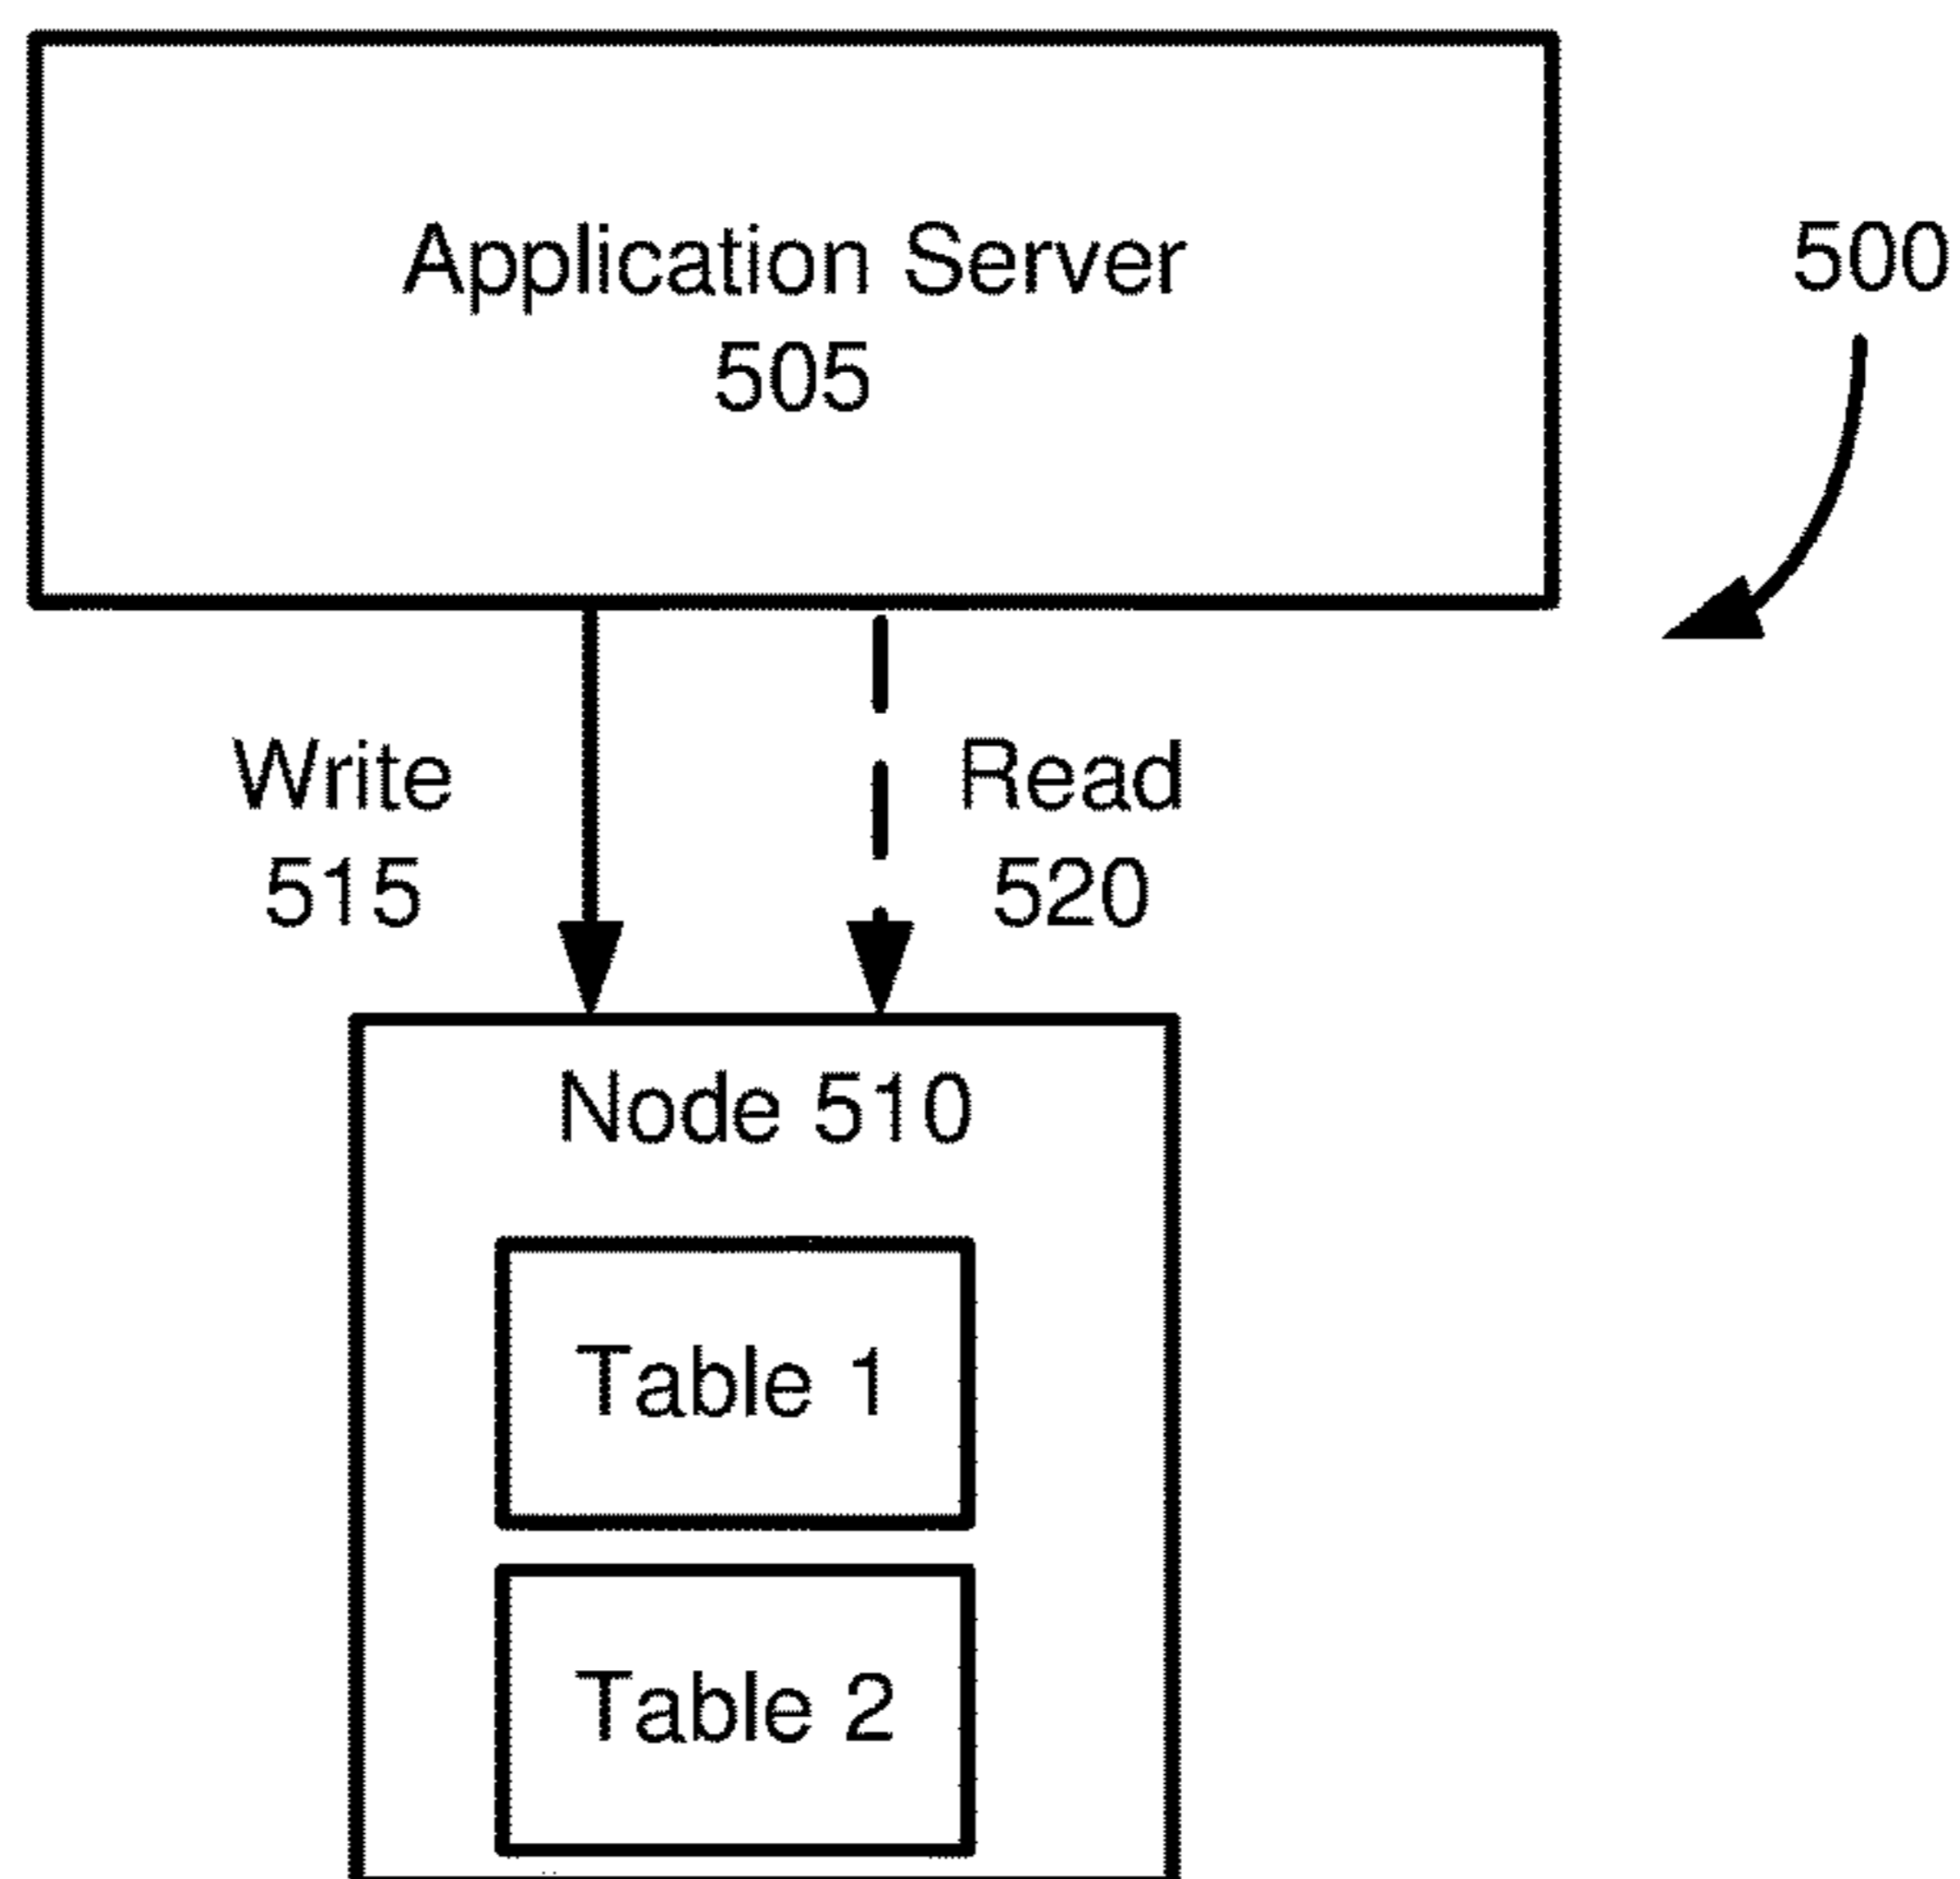 Application Server
505
500
Write
515
Read
520
Node 510
Table 1
Table 2